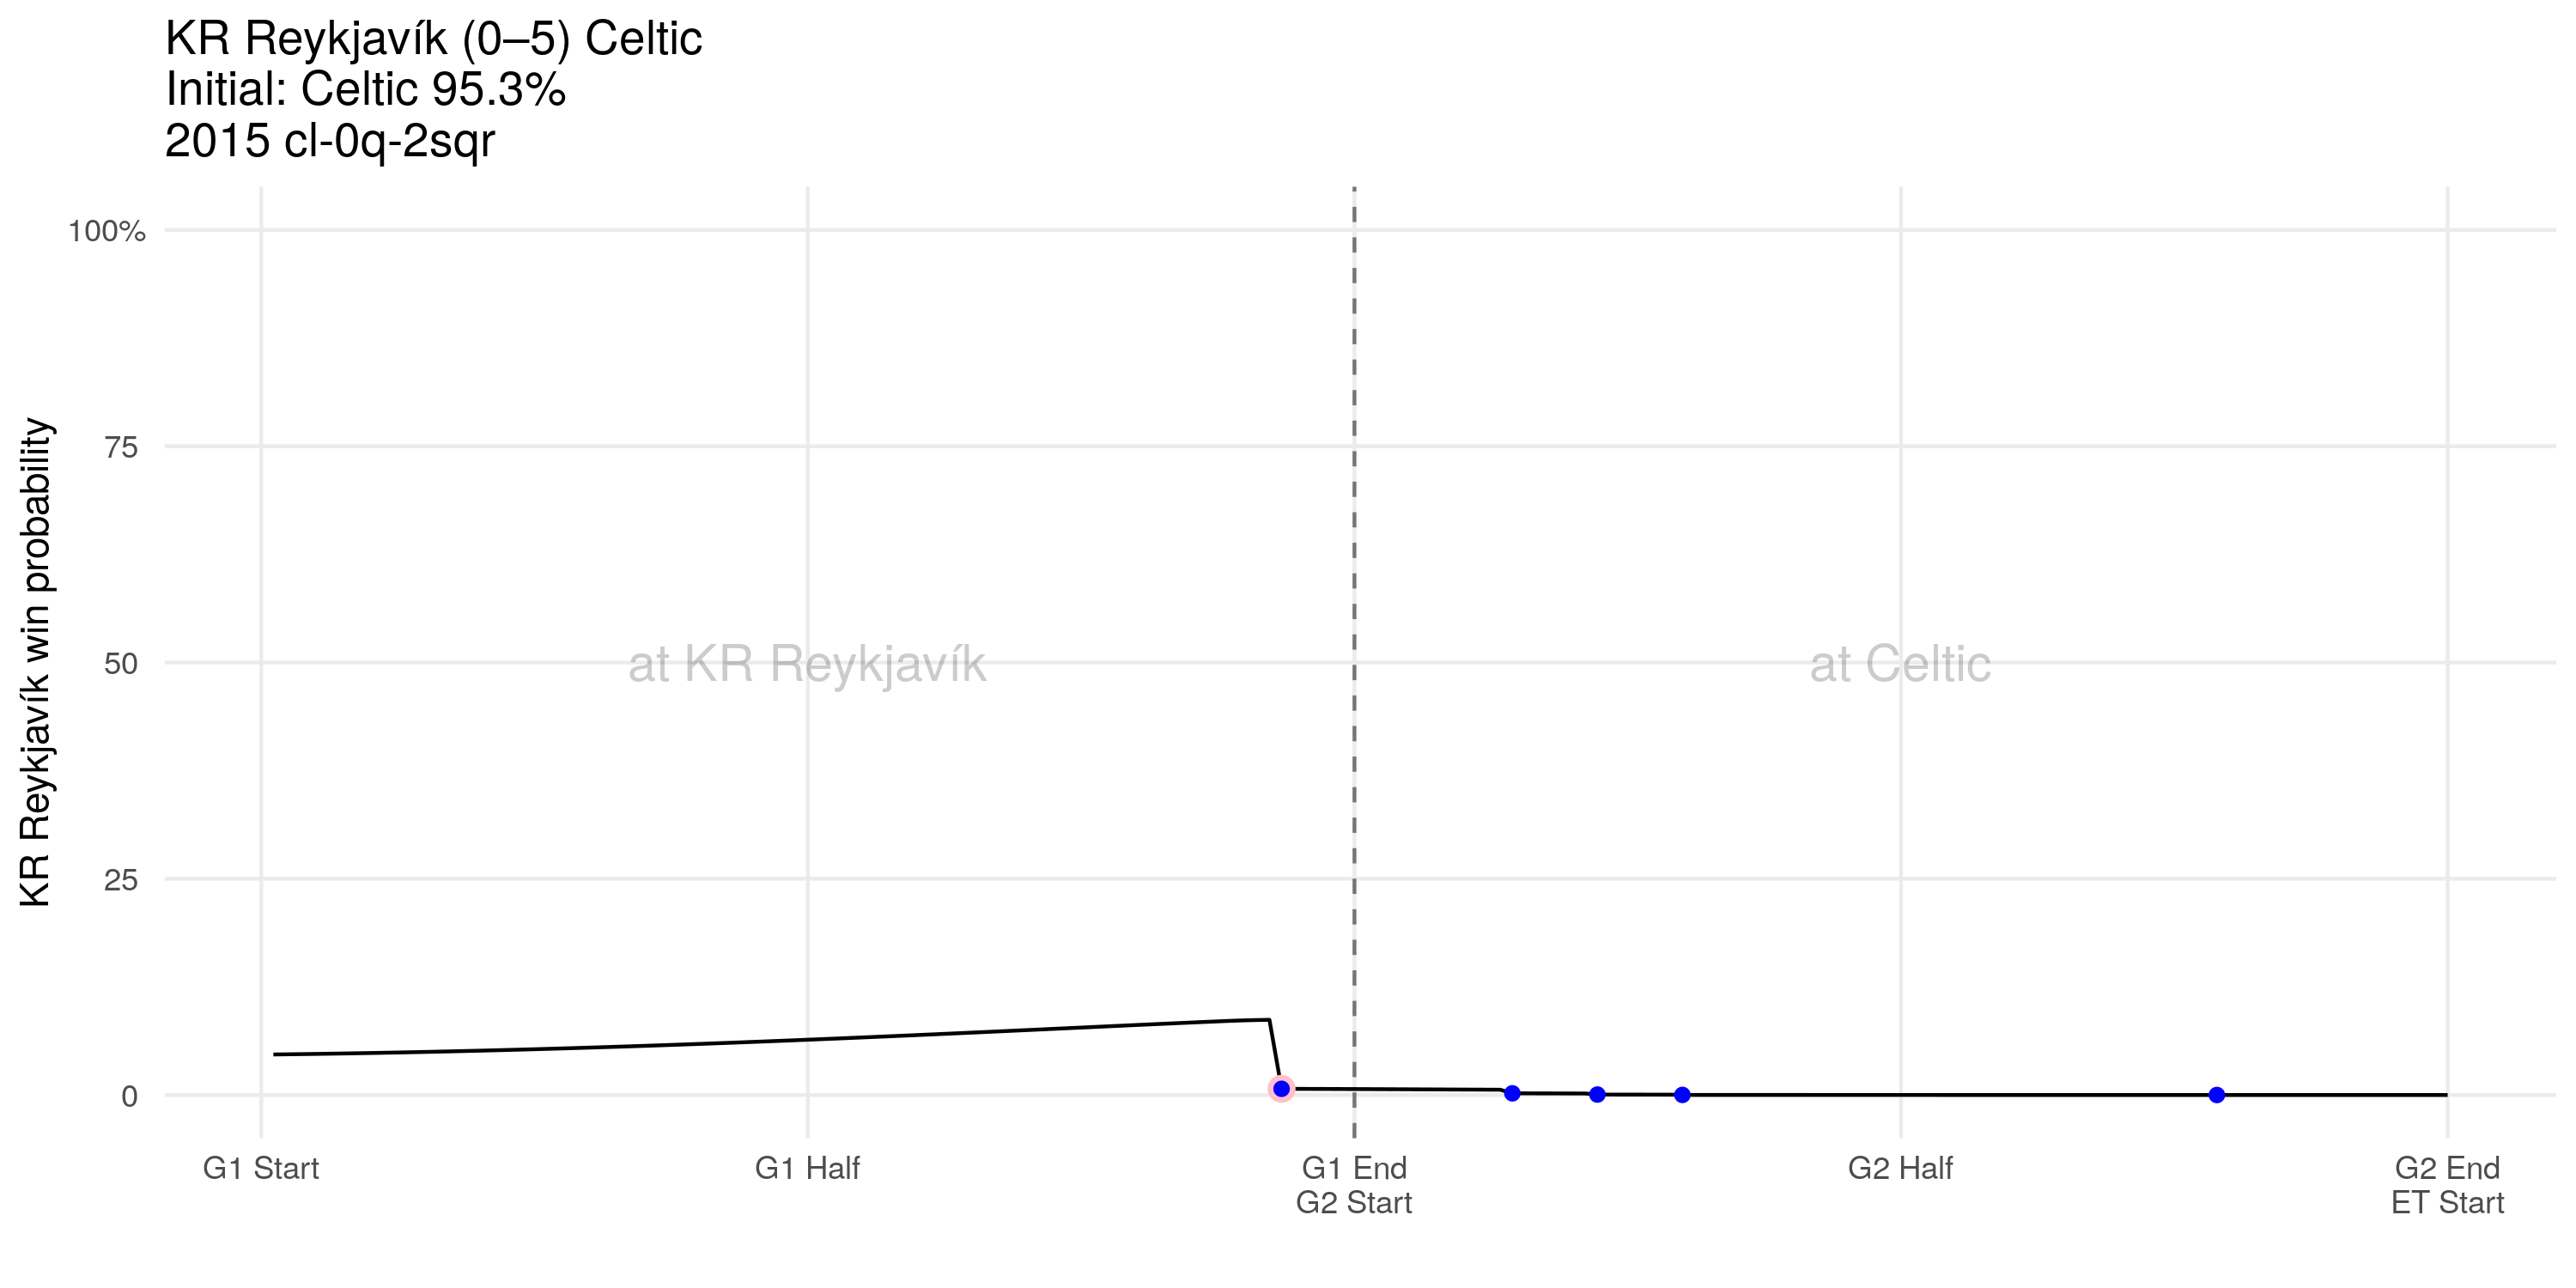 KR Reykjavík (0–5) Celtic
Initial: Celtic 95.3%
2015 cl-0q-2sqr
KR Reykjavík win probability
100%
75
50
25
0
at KR Reykjavík
at Celtic
G1 Start
G1 Half
G1 End
G2 Start
G2 Half
G2 End
ET Start